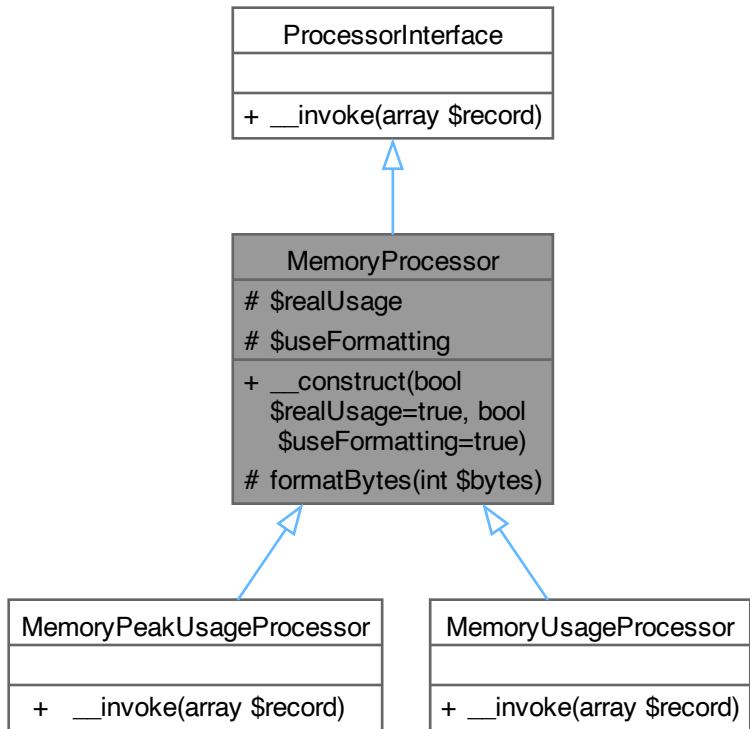 ProcessorInterface
+ __invoke(array $record)
MemoryProcessor
# $realUsage
# $useFormatting
+ __construct(bool
$realUsage=true, bool
$useFormatting=true)
# formatBytes(int $bytes)
MemoryPeakUsageProcessor
+ __invoke(array $record)
MemoryUsageProcessor
+ __invoke(array $record)